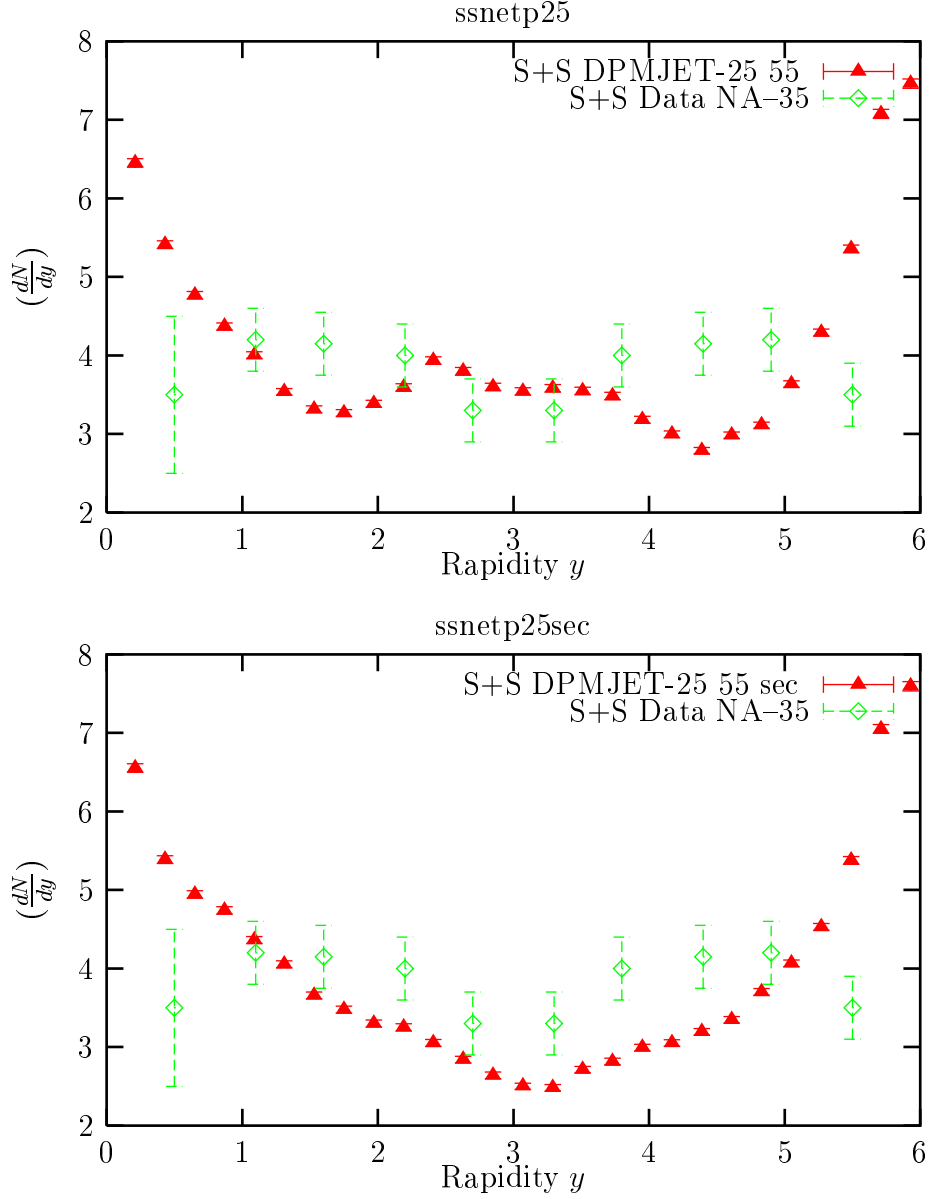 ssnetp25
8
7
6
5
4
3
2
(dN/dy)
S+S DPMJET-25 55
S+S Data NA–35
0 1 2 3 4 5 6
Rapidity y
ssnetp25sec
8
7
6
5
4
3
2
(dN/dy)
S+S DPMJET-25 55 sec
S+S Data NA–35
0 1 2 3 4 5 6
Rapidity y